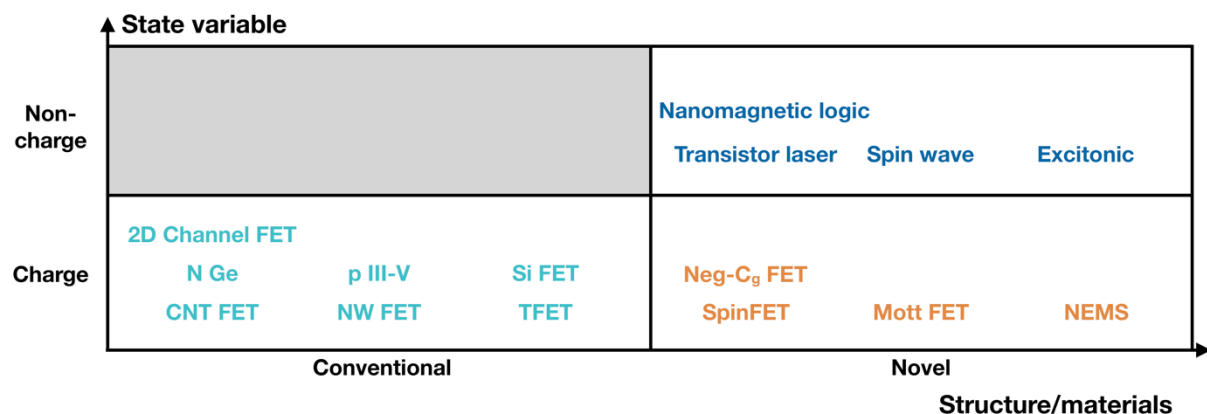 State variable
Non-
charge
Nanomagnetic logic
Transistor laser Spin wave Excitonic
2D Channel FET
Charge
N Ge p III-V Si FET
Neg-Cg FET
CNT FET NW FET TFET
SpinFET Mott FET NEMS
Conventional
Novel
Structure/materials